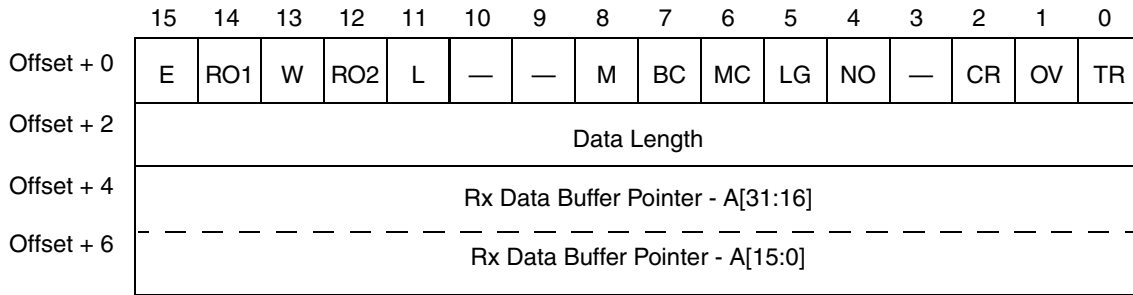 15 14 13 12 11 10 9 8 7 6 5 4 3 2 1 0
Offset + 0 E RO1 W RO2 L — — M BC MC LG NO — CR OV TR
Offset + 2 Data Length
Offset + 4 Rx Data Buffer Pointer - A[31:16]
Offset + 6 Rx Data Buffer Pointer - A[15:0]